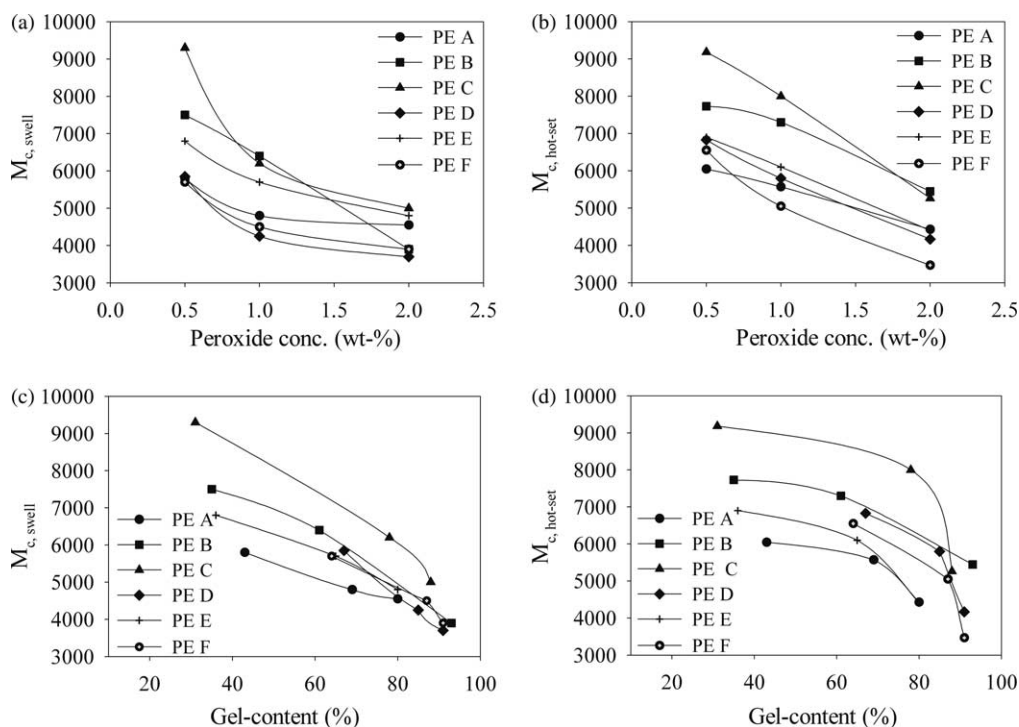 (a)
10000
9000
8000
7000
6000
5000
4000
3000
M_c, swell
PE A
PE B
PE C
PE D
PE E
PE F
0.0 0.5 1.0 1.5 2.0 2.5
Peroxide conc. (wt-%)
(b)
10000
9000
8000
7000
6000
5000
4000
3000
M_c, hot-set
PE A
PE B
PE C
PE D
PE E
PE F
0.0 0.5 1.0 1.5 2.0 2.5
Peroxide conc. (wt-%)
(c)
10000
9000
8000
7000
6000
5000
4000
3000
M_c, swell
PE A
PE B
PE C
PE D
PE E
PE F
20 40 60 80 100
Gel-content (%)
(d)
10000
9000
8000
7000
6000
5000
4000
3000
M_c, hot-set
PE A
PE B
PE C
PE D
PE E
PE F
20 40 60 80 100
Gel-content (%)